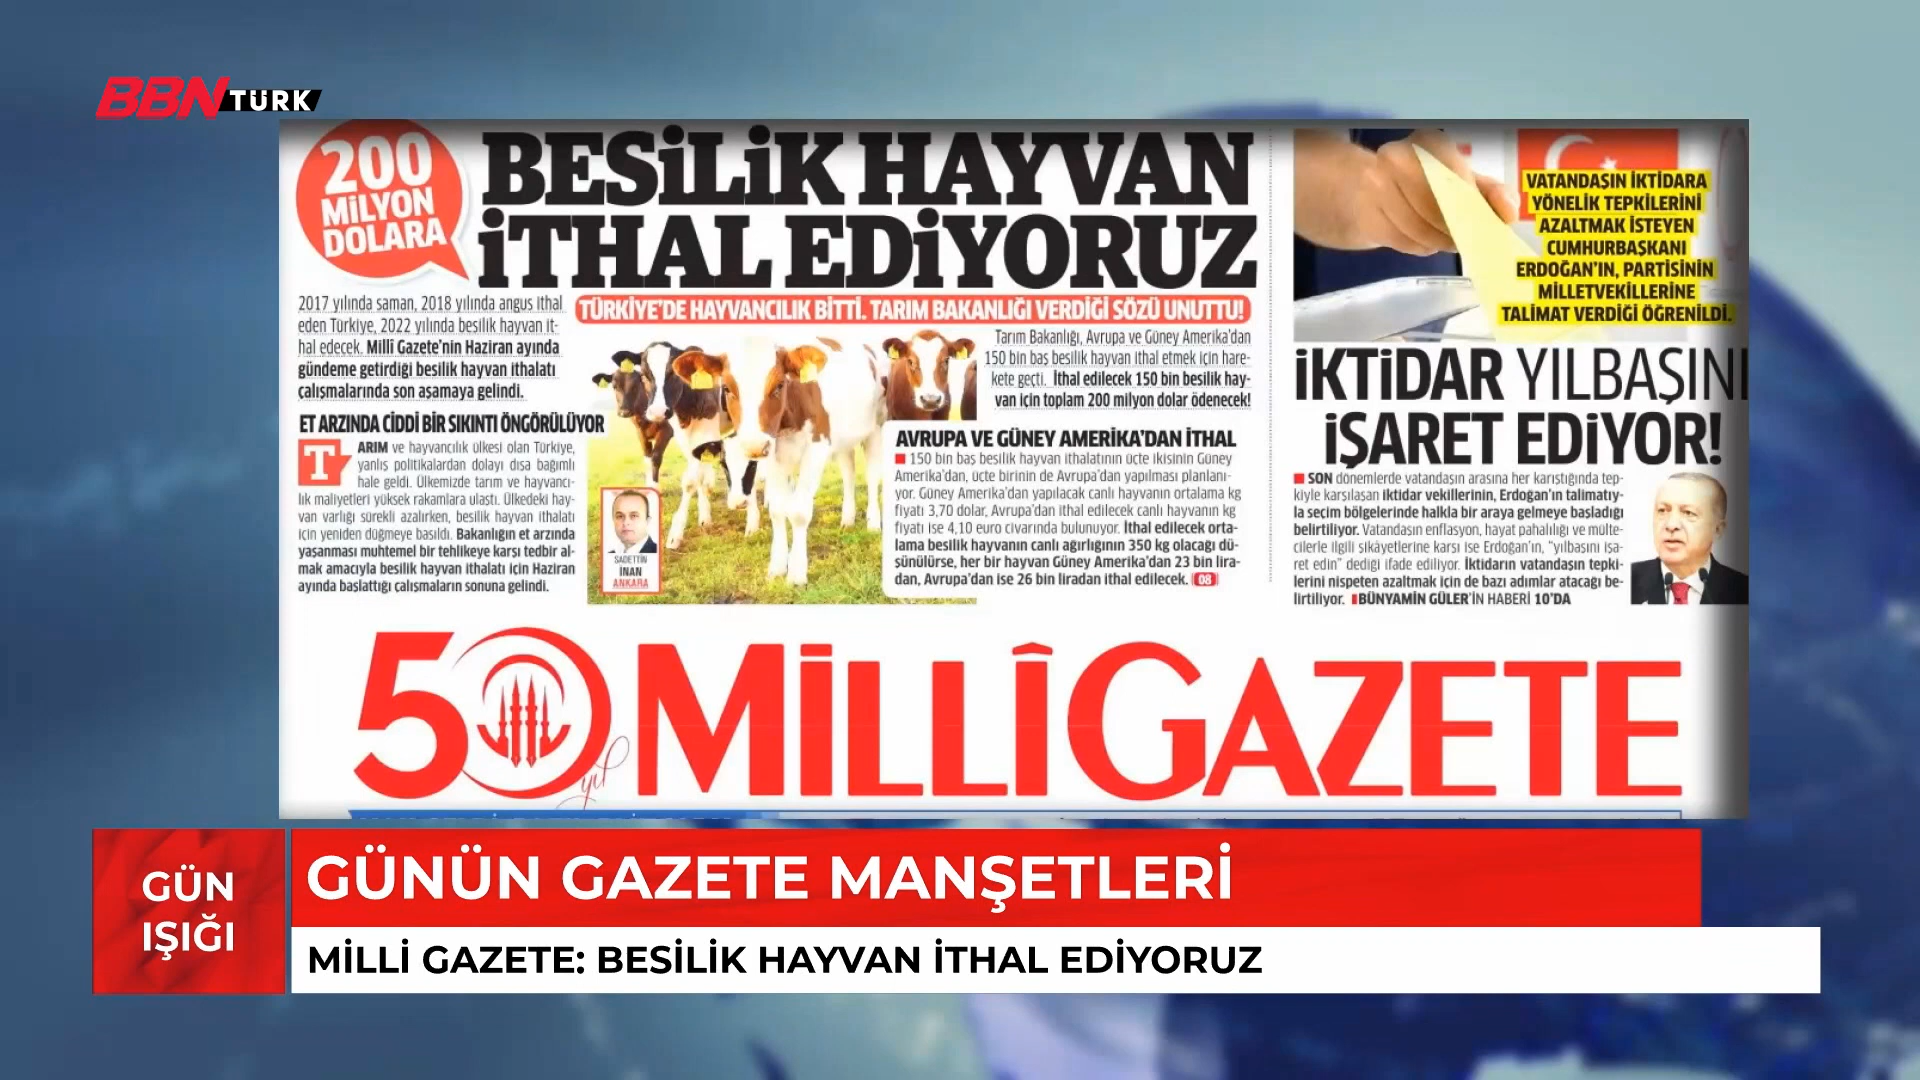 BBN TÜRK
200
MİLYON
DOLARA
BESİLİK HAYVAN
İTHAL EDİYORUZ
TÜRKİYE'DE HAYVANCILIK BİTTİ. TARIM BAKANLIĞI VERDİĞİ SÖZÜ UNUTTU!
2017 yılında saman, 2018 yılında angus ithal
eden Türkiye, 2022 yılında besilik hayvan it-
hal edecek. Millî Gazete'nin Haziran ayında
gündeme getirdiği besilik hayvan ithalatı
çalışmalarında son aşamaya gelindi.
ET ARZINDA CİDDİ BİR SIKINTI ÖNGÖRÜLÜYOR
TARIM ve hayvancılık ülkesi olan Türkiye,
yanlış politikalardan dolayı dışa bağımlı
hale geldi. Ülkemizde tarım ve hayvancı-
lık maliyetleri yüksek rakamlara ulaştı. Ülkedeki hay-
van varlığı sürekli azalırken, besilik hayvan ithalatı
için yeniden düğmeye basıldı. Bakanlığın et arzında
yaşanması muhtemel bir tehlikeye karşı tedbir al-
mak amacıyla besilik hayvan ithalatı için Haziran
ayında başlattığı çalışmaların sonuna gelindi.
SADETTİN
İNAN
ANKARA
Tarım Bakanlığı, Avrupa ve Güney Amerika'dan
150 bin baş besilik hayvan ithal etmek için hare-
kete geçti. İthal edilecek 150 bin besilik hay-
van için toplam 200 milyon dolar ödenecek!
AVRUPA VE GÜNEY AMERİKA'DAN İTHAL
150 bin baş besilik hayvan ithalatının üçte ikisinin Güney
Amerika'dan, üçte birinin de Avrupa'dan yapılması planlanı-
yor. Güney Amerika'dan yapılacak canlı hayvanın ortalama kg
fiyatı 3,70 dolar, Avrupa'dan ithal edilecek canlı hayvanın kg
fiyatı ise 4,10 euro civarında bulunuyor. İthal edilecek orta-
lama besilik hayvanın canlı ağırlığının 350 kg olacağı dü-
şünülürse, her bir hayvan Güney Amerika'dan 23 bin lira-
dan, Avrupa'dan ise 26 bin liradan ithal edilecek. 08
VATANDAŞIN İKTİDARA
YÖNELİK TEPKİLERİNİ
AZALTMAK İSTEYEN
CUMHURBAŞKANI
ERDOĞAN'IN, PARTİSİNİN
MİLLETVEKİLLERİNE
TALİMAT VERDİĞİ ÖĞRENİLDİ.
İKTİDAR YILBAŞINI
İŞARET EDİYOR!
SON dönemlerde vatandaşın arasına her karıştığında tep-
kiyle karşılaşan iktidar vekillerinin, Erdoğan'ın talimatıy-
la seçim bölgelerinde halkla bir araya gelmeye başladığı
belirtiliyor. Vatandaşın enflasyon, hayat pahalılığı ve mülte-
cilerle ilgili şikâyetlerine karşı ise Erdoğan'ın, "yılbaşını işa-
ret edin" dediği ifade ediliyor. İktidarın vatandaşın tepki-
lerini nispeten azaltmak için de bazı adımlar atacağı be-
lirtiliyor. BÜNYAMİN GÜLER'İN HABERİ 10'DA
50 yıl MİLLÎ GAZETE
GÜN
IŞIĞI
GÜNÜN GAZETE MANŞETLERİ
MİLLİ GAZETE: BESİLİK HAYVAN İTHAL EDİYORUZ